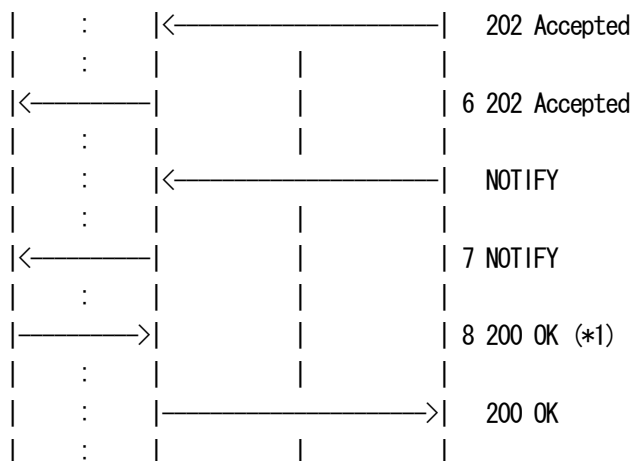 |     :     |<----------------------| 202 Accepted
|     :     |           |           |
|<----------|           |           | 6 202 Accepted
|     :     |           |           |
|     :     |<----------------------| NOTIFY
|     :     |           |           |
|<----------|           |           | 7 NOTIFY
|     :     |           |           |
|---------->|           |           | 8 200 OK (*1)
|     :     |           |           |
|     :     |---------------------->| 200 OK
|     :     |           |           |